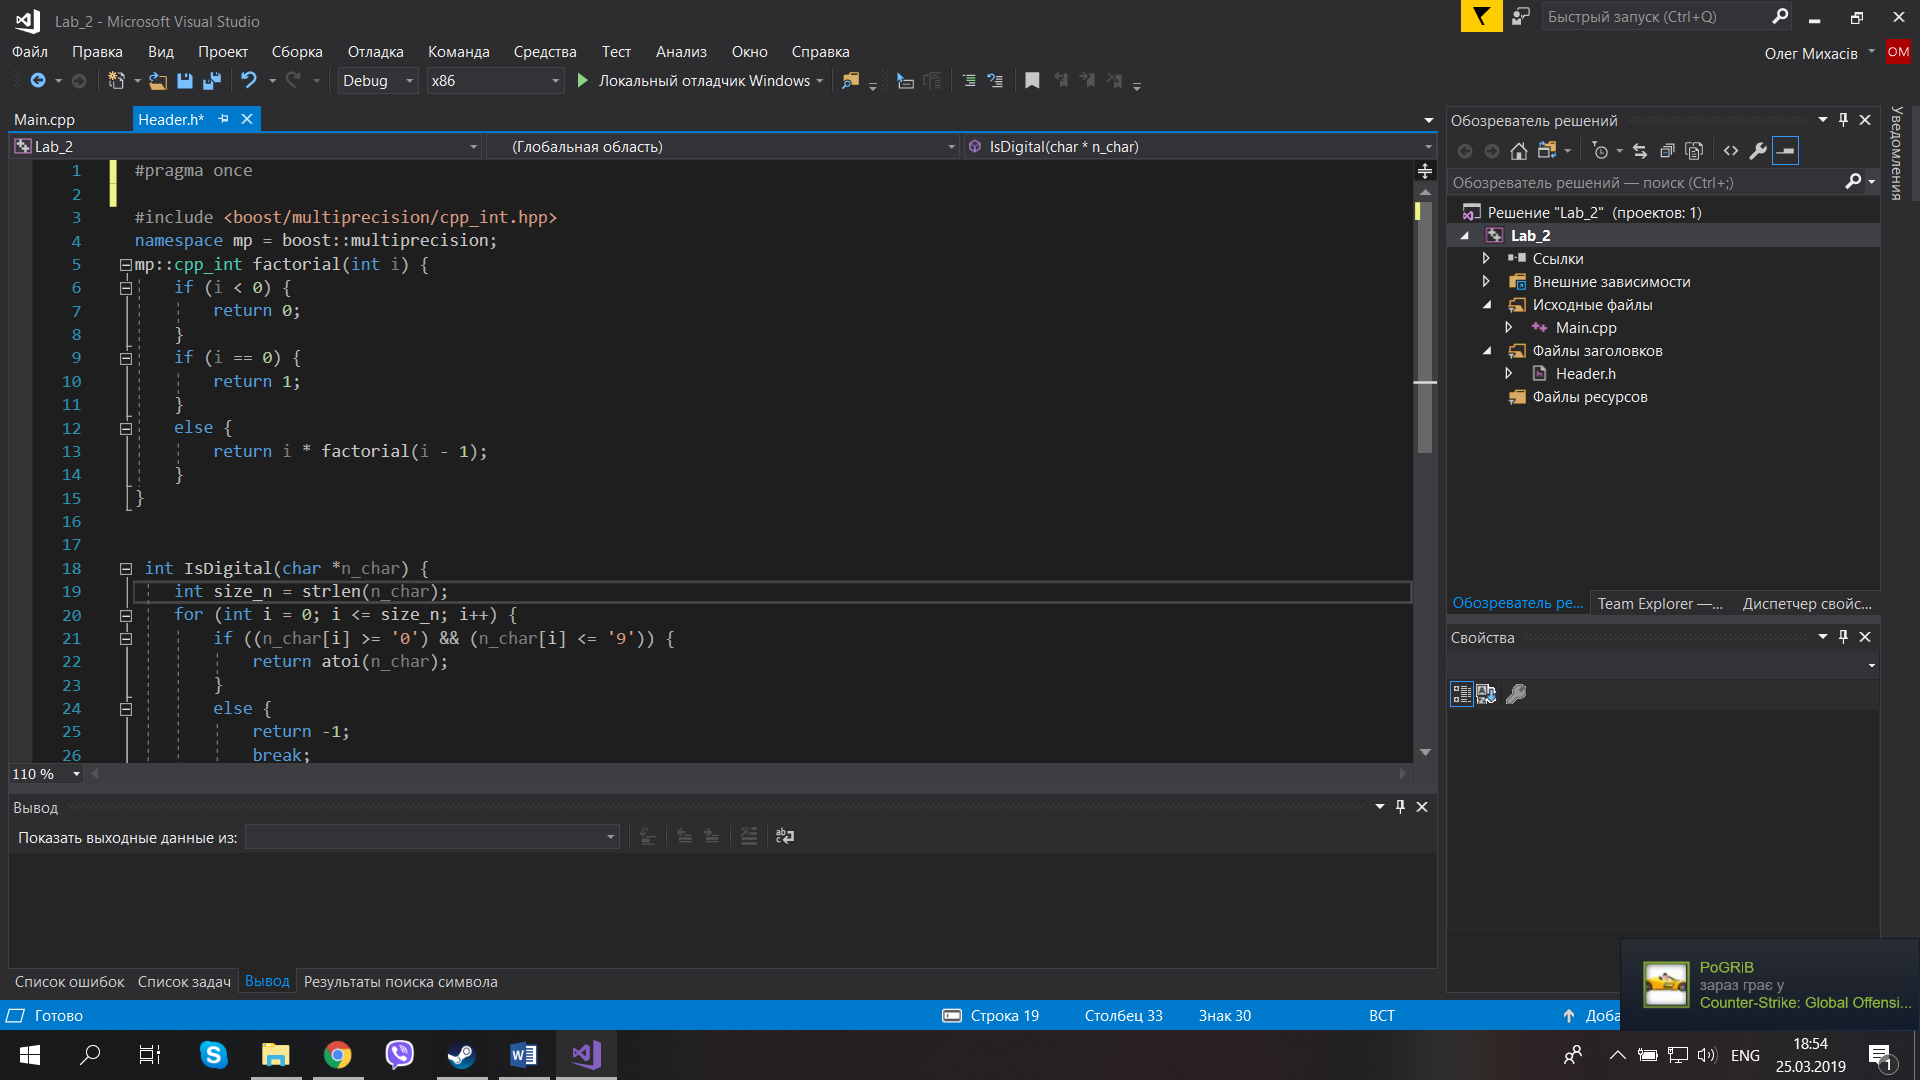 Lab_2 - Microsoft Visual Studio
Быстрый запуск (Ctrl+Q)
Файл Правка Вид Проект Сборка Отладка Команда Средства Тест Анализ Окно Справка
Олег Михасів
ОМ
Debug x86 Локальный отладчик Windows
Main.cpp Header.h*
Lab_2 (Глобальная область) IsDigital(char * n_char)
1 #pragma once
2
3 #include <boost/multiprecision/cpp_int.hpp>
4 namespace mp = boost::multiprecision;
5 mp::cpp_int factorial(int i) {
6 if (i < 0) {
7 return 0;
8 }
9 if (i == 0) {
10 return 1;
11 }
12 else {
13 return i * factorial(i - 1);
14 }
15 }
16
17
18 int IsDigital(char *n_char) {
19 int size_n = strlen(n_char);
20 for (int i = 0; i <= size_n; i++) {
21 if ((n_char[i] >= '0') && (n_char[i] <= '9')) {
22 return atoi(n_char);
23 }
24 else {
25 return -1;
26 break;
110 %
Вывод
Показать выходные данные из:
Список ошибок Список задач Вывод Результаты поиска символа
Обозреватель решений
Обозреватель решений — поиск (Ctrl+;)
Решение "Lab_2" (проектов: 1)
Lab_2
Ссылки
Внешние зависимости
Исходные файлы
Main.cpp
Файлы заголовков
Header.h
Файлы ресурсов
Обозреватель ре... Team Explorer —... Диспетчер свойс...
Свойства
Уведомления
PoGRiB
зараз грає у
Counter-Strike: Global Offensi...
Готово Строка 19 Столбец 33 Знак 30 ВСТ Доба
ENG
18:54
25.03.2019
1